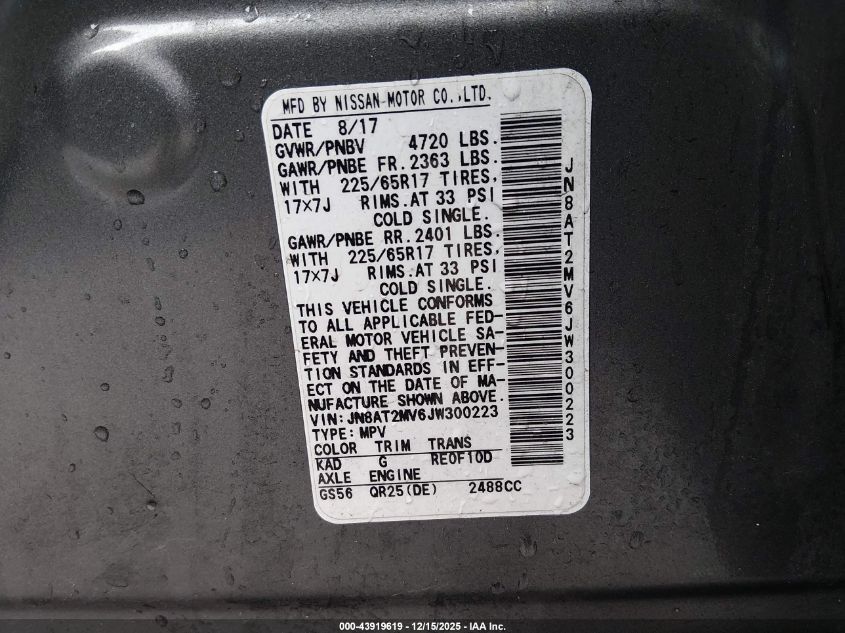 MFD BY NISSAN MOTOR CO.,LTD.
DATE 8/17
GVWR/PNBV 4720 LBS.
GAWR/PNBE FR. 2363 LBS.
WITH 225/65R17 TIRES,
17×7J RIMS.AT 33 PSI
COLD SINGLE.
GAWR/PNBE RR. 2401 LBS.
WITH 225/65R17 TIRES,
17×7J RIMS.AT 33 PSI
COLD SINGLE.
THIS VEHICLE CONFORMS
TO ALL APPLICABLE FED-
ERAL MOTOR VEHICLE SA-
FETY AND THEFT PREVEN-
TION STANDARDS IN EFF-
ECT ON THE DATE OF MA-
NUFACTURE SHOWN ABOVE.
VIN: JN8AT2MV6JW300223
TYPE: MPV
COLOR TRIM TRANS
KAD G RE0F10D
AXLE ENGINE
GS56 QR25(DE) 2488CC
JN8AT2MV6JW300223
000-43919619 - 12/15/2025 - IAA Inc.